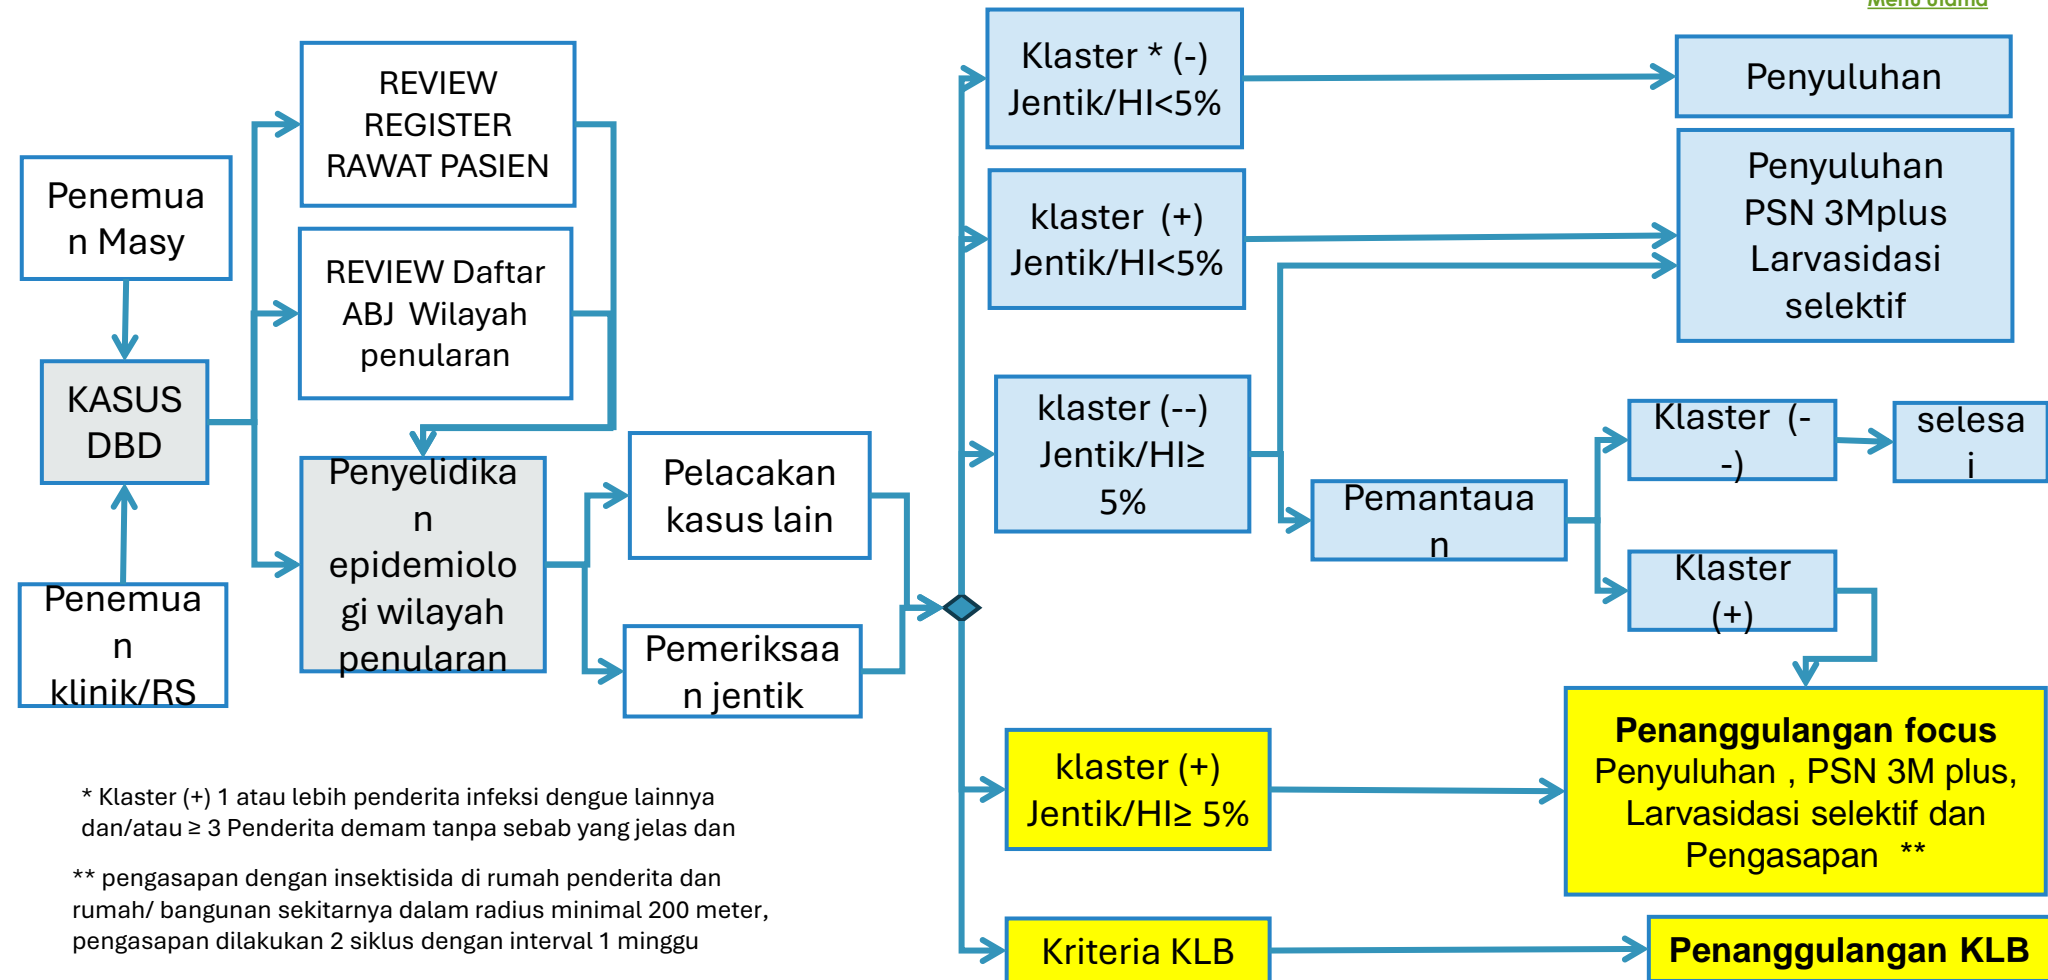 Menu Utama
REVIEW
REGISTER
RAWAT PASIEN
Penemua
n Masy
REVIEW Daftar
ABJ Wilayah
penularan
KASUS
DBD
Penemua
n
klinik/RS
Penyelidika
n
epidemiolo
gi wilayah
penularan
Pelacakan
kasus lain
Pemeriksaa
n jentik
Klaster * (-)
Jentik/HI<5%
Penyuluhan
klaster (+)
Jentik/HI<5%
Penyuluhan
PSN 3Mplus
Larvasidasi
selektif
klaster (--)
Jentik/HI≥
5%
Pemantaua
n
Klaster (-
-)
selesa
i
Klaster
(+)
klaster (+)
Jentik/HI≥ 5%
Penanggulangan focus
Penyuluhan , PSN 3M plus,
Larvasidasi selektif dan
Pengasapan **
Kriteria KLB
Penanggulangan KLB
* Klaster (+) 1 atau lebih penderita infeksi dengue lainnya
dan/atau ≥ 3 Penderita demam tanpa sebab yang jelas dan
** pengasapan dengan insektisida di rumah penderita dan
rumah/ bangunan sekitarnya dalam radius minimal 200 meter,
pengasapan dilakukan 2 siklus dengan interval 1 minggu